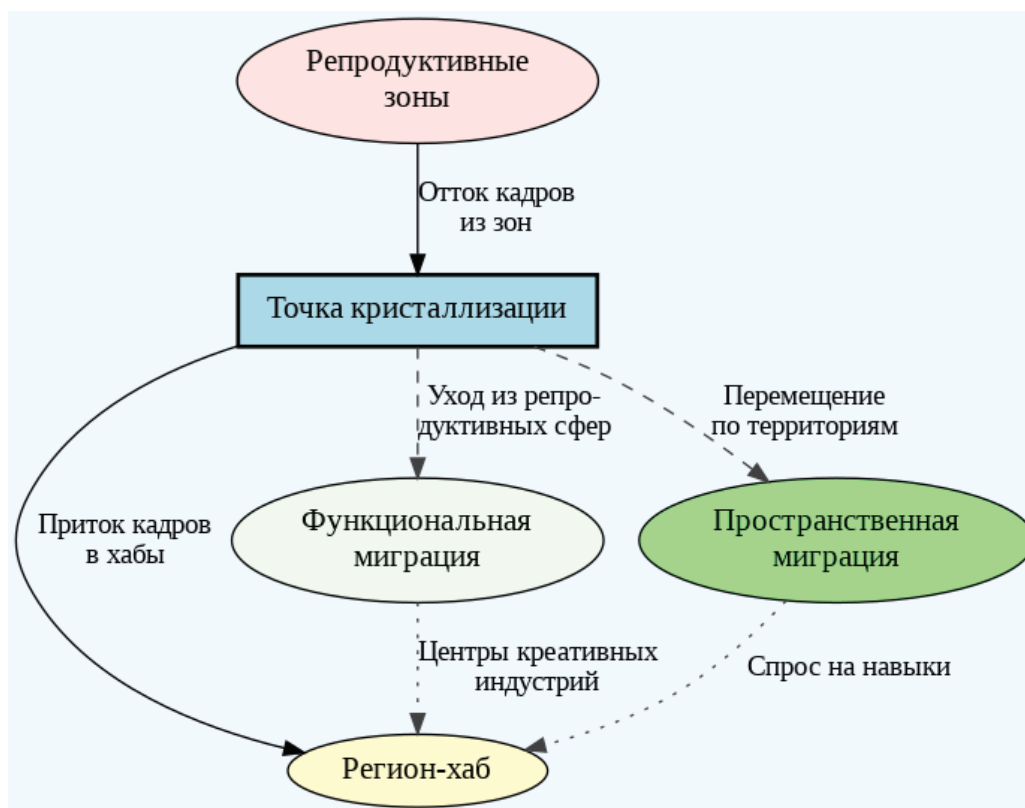 Репродуктивные
зоны
Отток кадров
из зон
Точка кристаллизации
Уход из репро-
дуктивных сфер
Перемещение
по территориям
Приток кадров
в хабы
Функциональная
миграция
Пространственная
миграция
Центры креативных
индустрий
Спрос на навыки
Регион-хаб